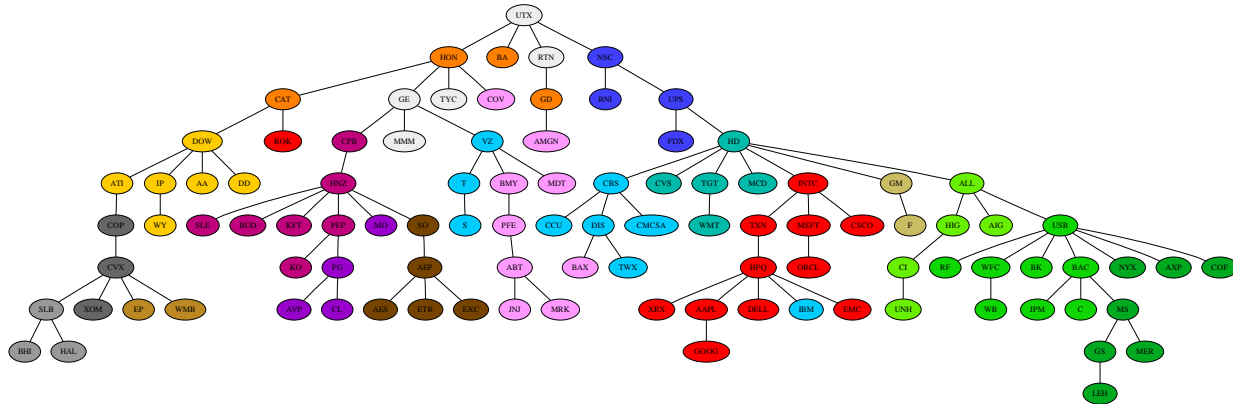 UTX
HON BA RTN NSC
CAT GE TYC COV GD BNI UPS
DOW ROK CPB MMM VZ AMGN FDX HD
ATI IP AA DD HNZ T BMY MDT CBS CVS TGT MCD INTC GM ALL
COP WY SLE BUD KFT PEP MO SO S PFE CCU DIS CMCSA WMT TXN MSFT CSCO F HIG AIG USB
CVX KO PG AEP ABT BAX TWX HPQ ORCL CI RF WFC BK BAC NYX AXP COF
SLB XOM EP WMB AVP CL AES ETR EXC JNJ MRK XRX AAPL DELL IBM EMC UNH WB JPM C MS
BHI HAL GOOG GS MER
LEH